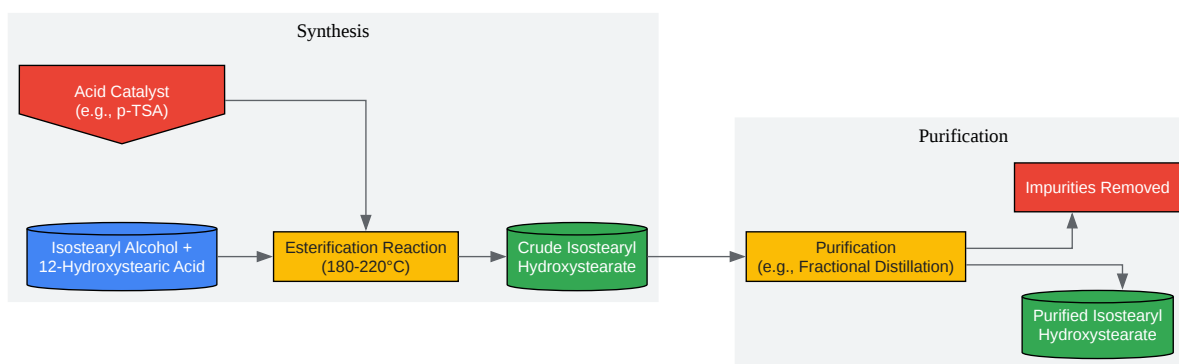 Synthesis
Acid Catalyst
(e.g., p-TSA)
Isostearyl Alcohol +
12-Hydroxystearic Acid
Esterification Reaction
(180-220°C)
Crude Isostearyl
Hydroxystearate
Purification
Impurities Removed
Purification
(e.g., Fractional Distillation)
Purified Isostearyl
Hydroxystearate